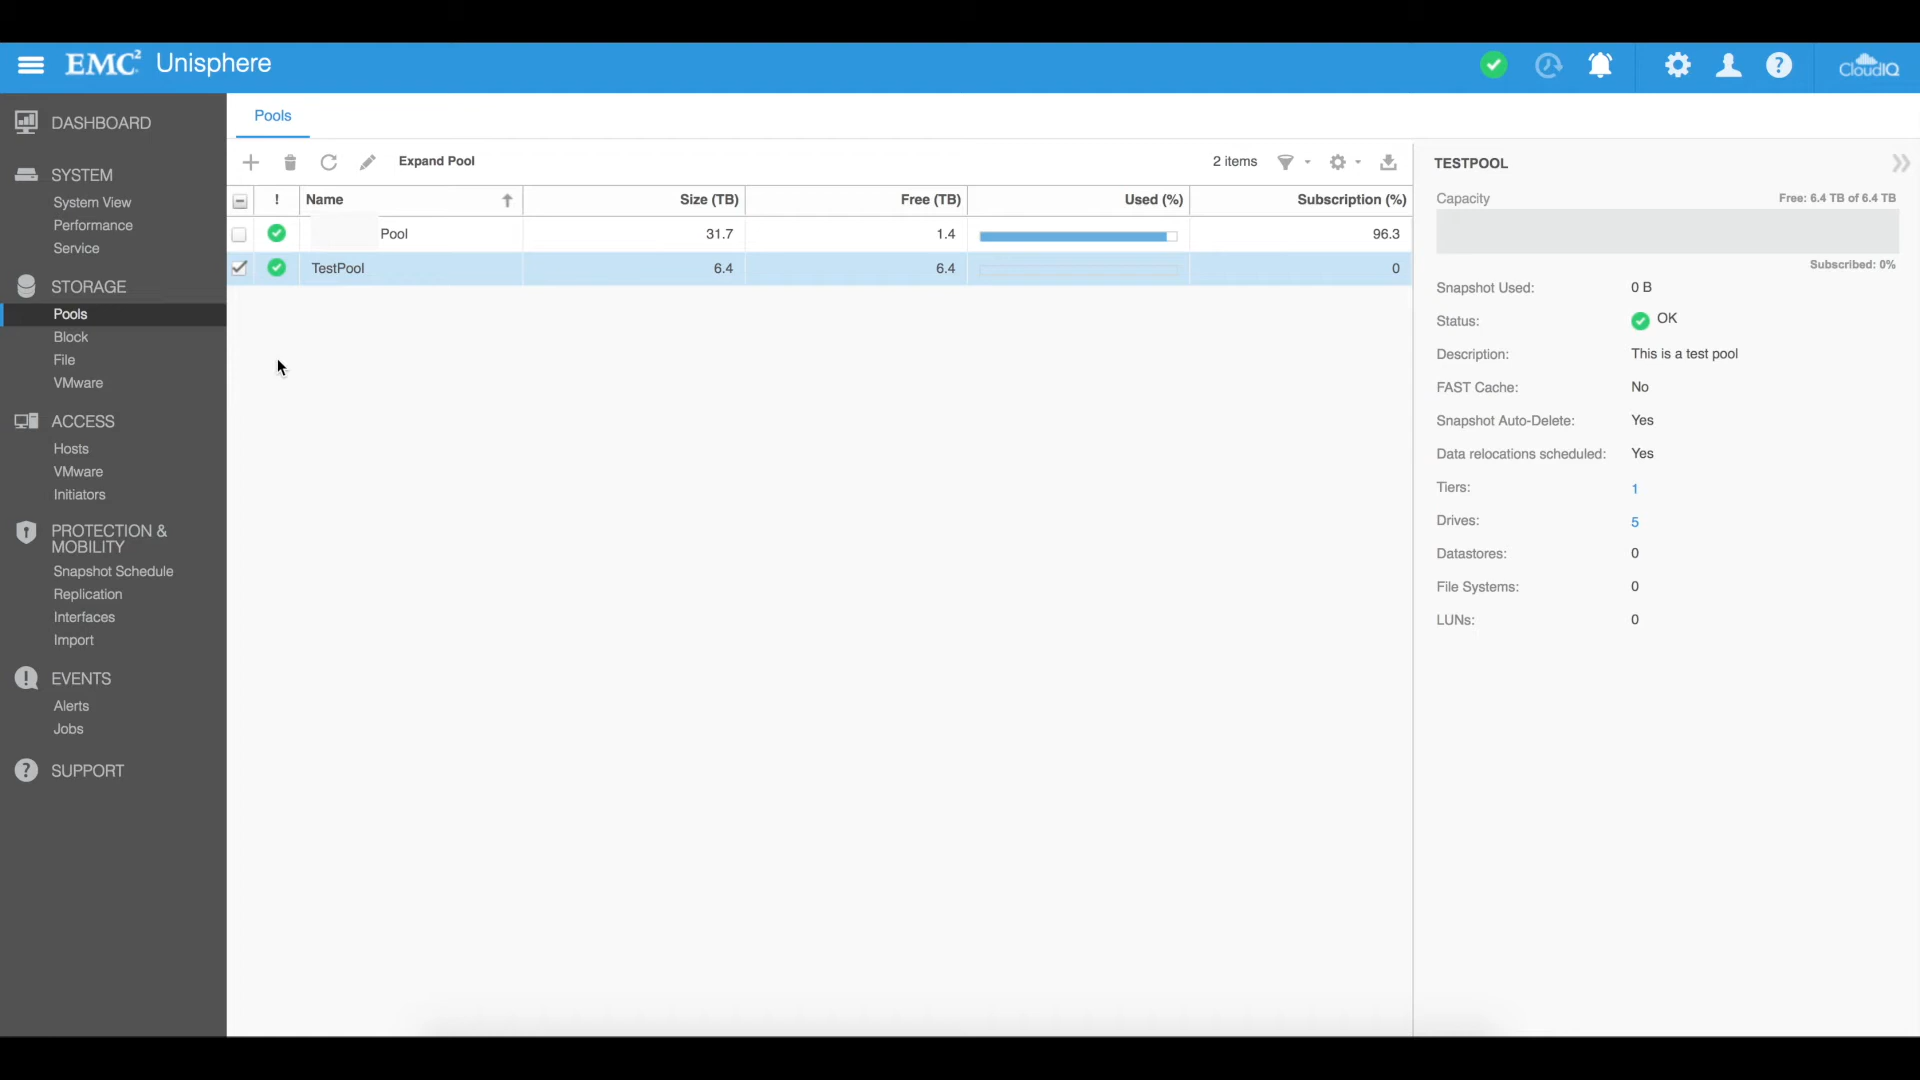 EMC² Unisphere
CloudIQ
DASHBOARD
SYSTEM
System View
Performance
Service
STORAGE
Pools
Block
File
VMware
ACCESS
Hosts
VMware
Initiators
PROTECTION &
MOBILITY
Snapshot Schedule
Replication
Interfaces
Import
EVENTS
Alerts
Jobs
SUPPORT
Pools
Expand Pool
2 items
! Name Size (TB) Free (TB) Used (%) Subscription (%)
Pool 31.7 1.4 96.3
TestPool 6.4 6.4 0
TESTPOOL
Capacity Free: 6.4 TB of 6.4 TB
Subscribed: 0%
Snapshot Used: 0 B
Status: OK
Description: This is a test pool
FAST Cache: No
Snapshot Auto-Delete: Yes
Data relocations scheduled: Yes
Tiers: 1
Drives: 5
Datastores: 0
File Systems: 0
LUNs: 0